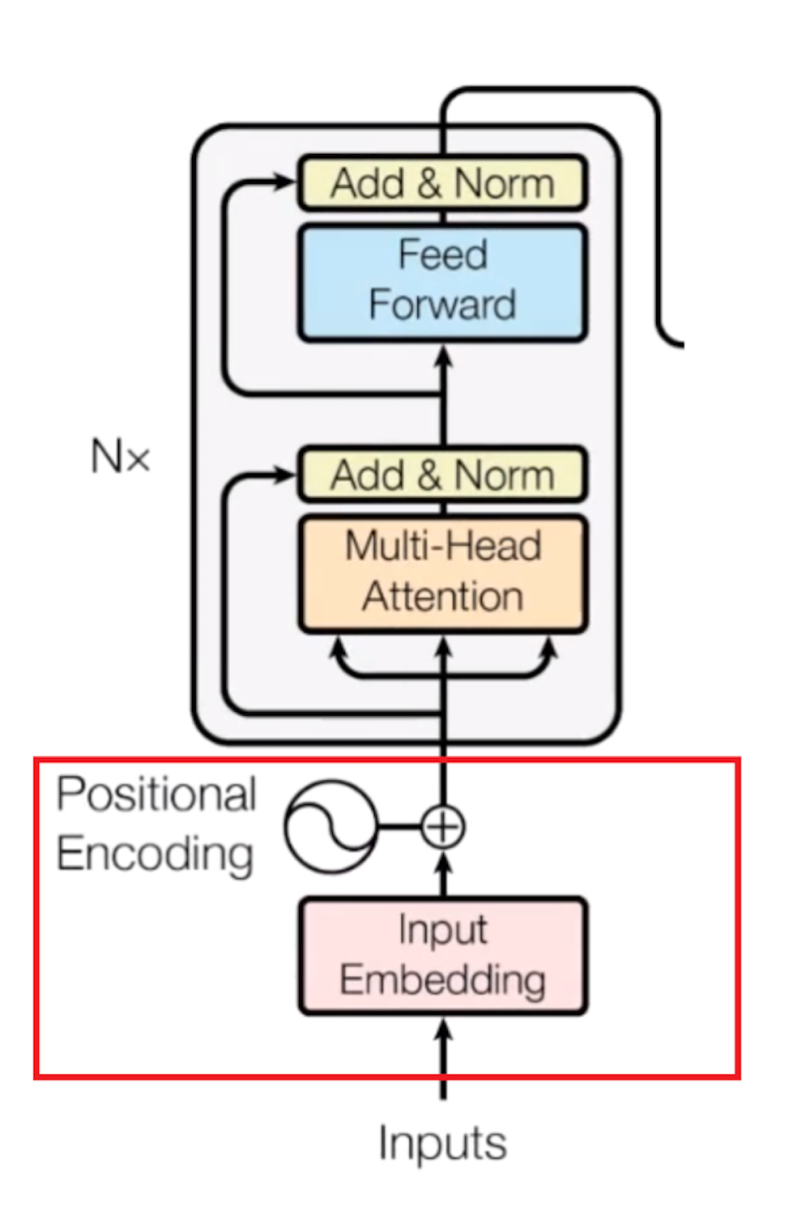 Add & Norm
Feed
Forward
Nx
Add & Norm
Multi-Head
Attention
Positional
Encoding
Input
Embedding
Inputs